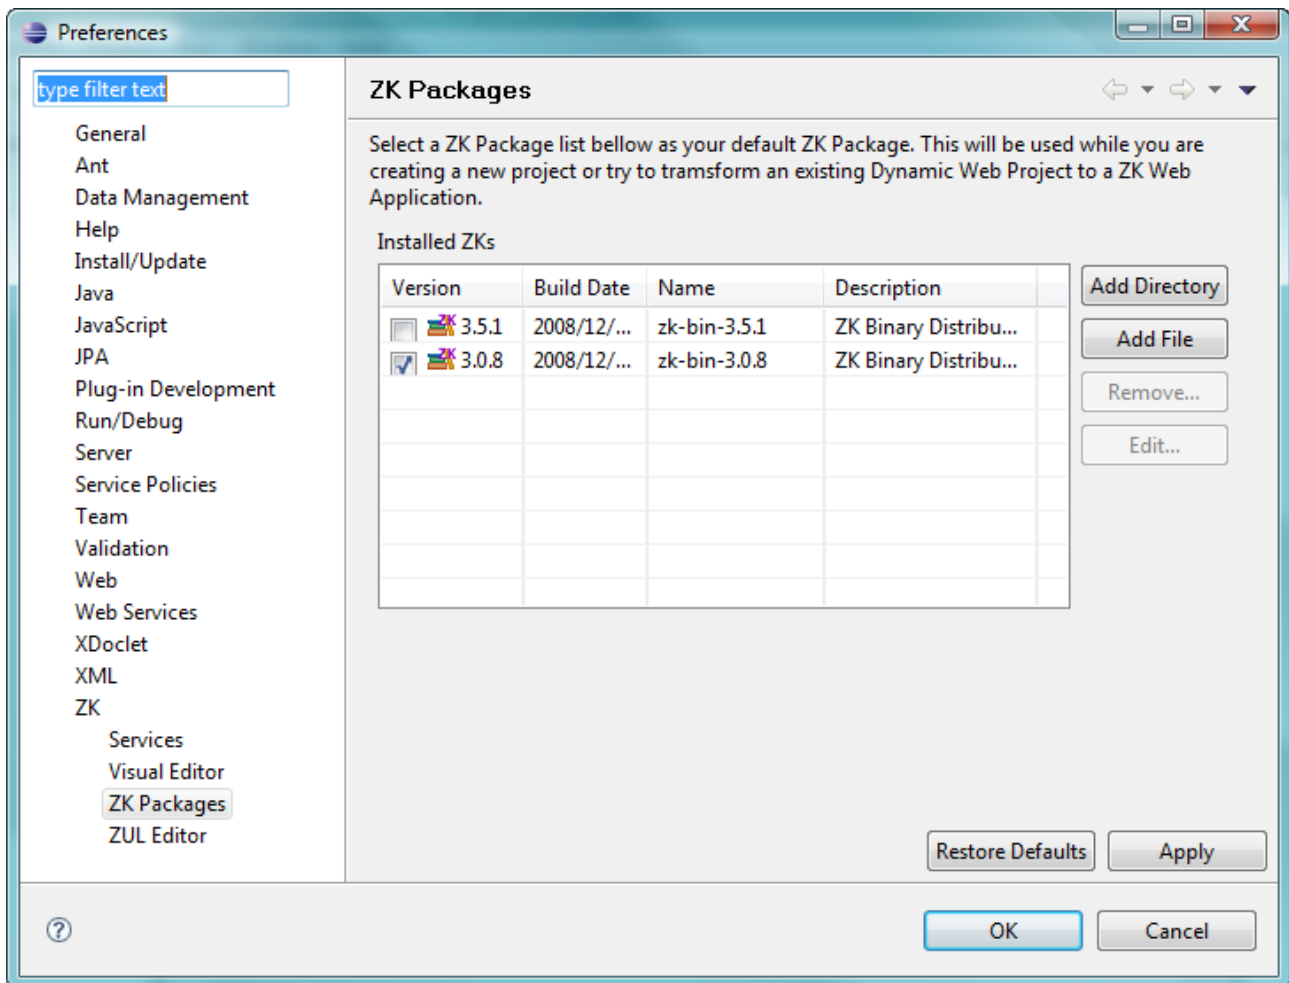 Preferences
type filter text
General
Ant
Data Management
Help
Install/Update
Java
JavaScript
JPA
Plug-in Development
Run/Debug
Server
Service Policies
Team
Validation
Web
Web Services
XDoclet
XML
ZK
Services
Visual Editor
ZK Packages
ZUL Editor
ZK Packages
Select a ZK Package list bellow as your default ZK Package. This will be used while you are
creating a new project or try to tramsform an existing Dynamic Web Project to a ZK Web
Application.
Installed ZKs
Version Build Date Name Description
ZK 3.5.1 2008/12/... zk-bin-3.5.1 ZK Binary Distribu...
ZK 3.0.8 2008/12/... zk-bin-3.0.8 ZK Binary Distribu...
Add Directory
Add File
Remove...
Edit...
Restore Defaults Apply
? OK Cancel